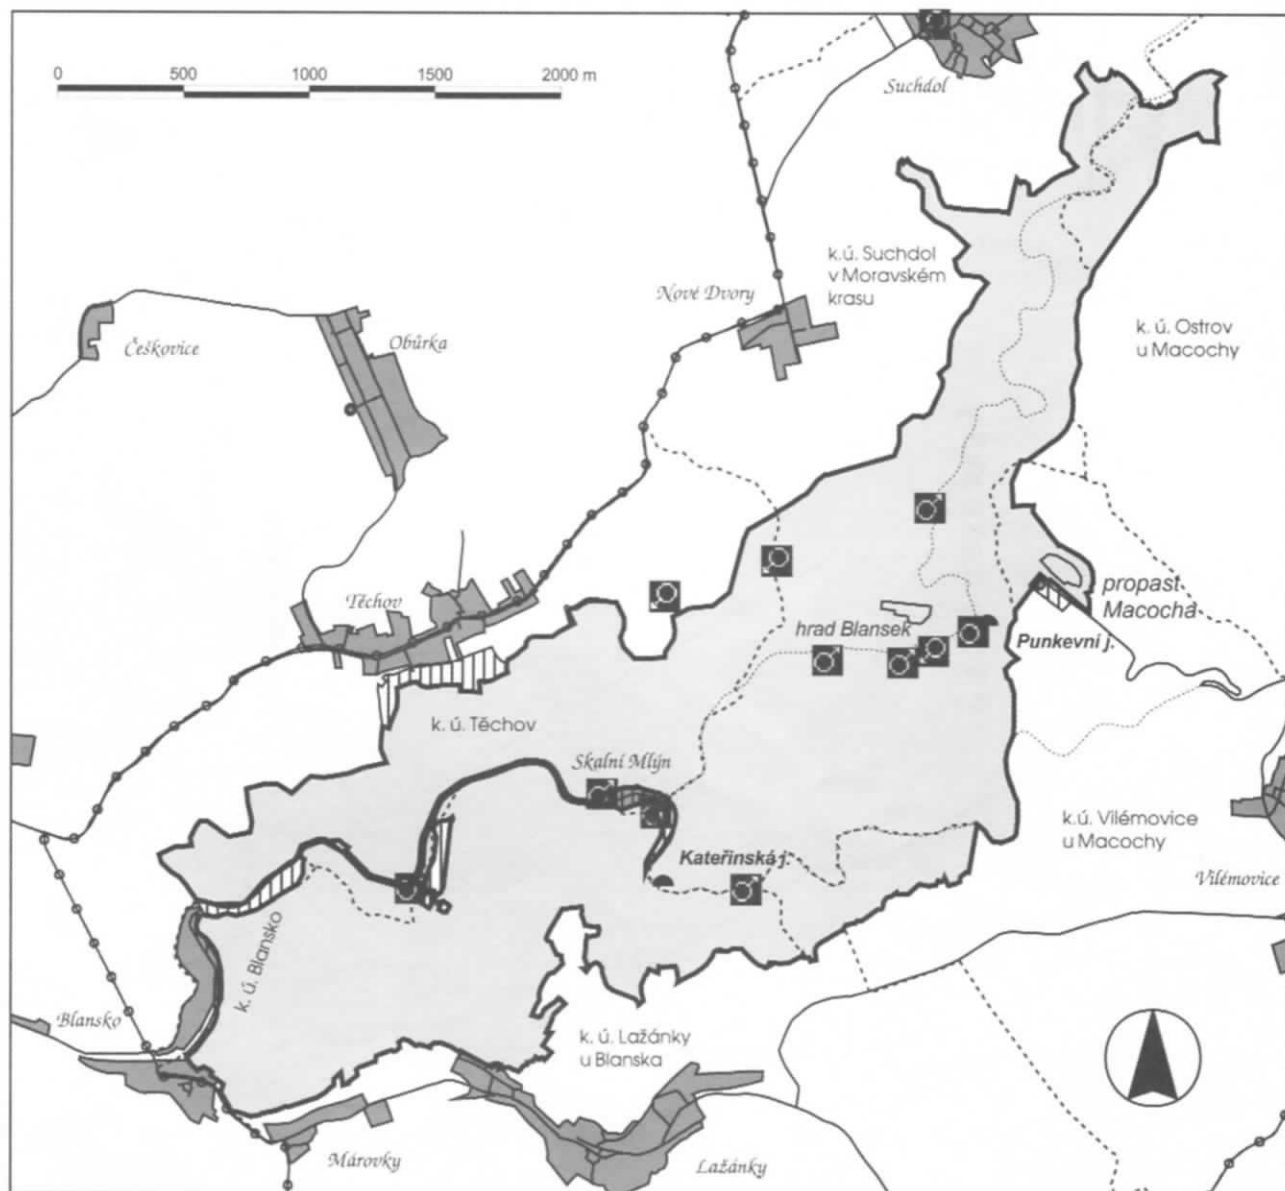 0 500 1000 1500 2000 m
Suchdol
k.ú. Suchdol
v Moravském
krasu
Nové Dvory
k. ú. Ostrov
u Macochy
Češkovice
Obůrka
propast
Macocha
Těchov
hrad Blansek
Punkevní j.
k. ú. Těchov
Skalní Mlýn
k.ú. Vilémovice
u Macochy
Kateřinská j.
Vilémovice
k. ú. Blansko
Blansko
k. ú. Lažánky
u Blanska
Márovky
Lažánky